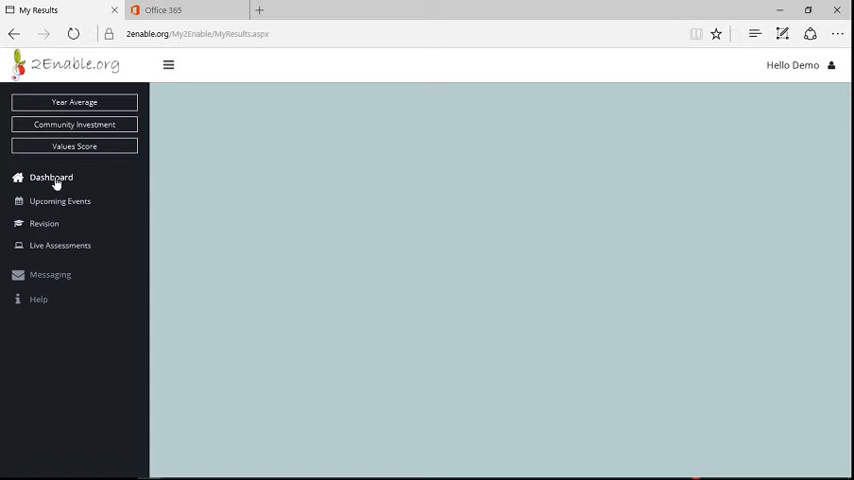 My Results
Office 365
2enable.org/My2Enable/MyResults.aspx
2Enable.org
Hello Demo
Year Average
Community Investment
Values Score
Dashboard
Upcoming Events
Revision
Live Assessments
Messaging
Help